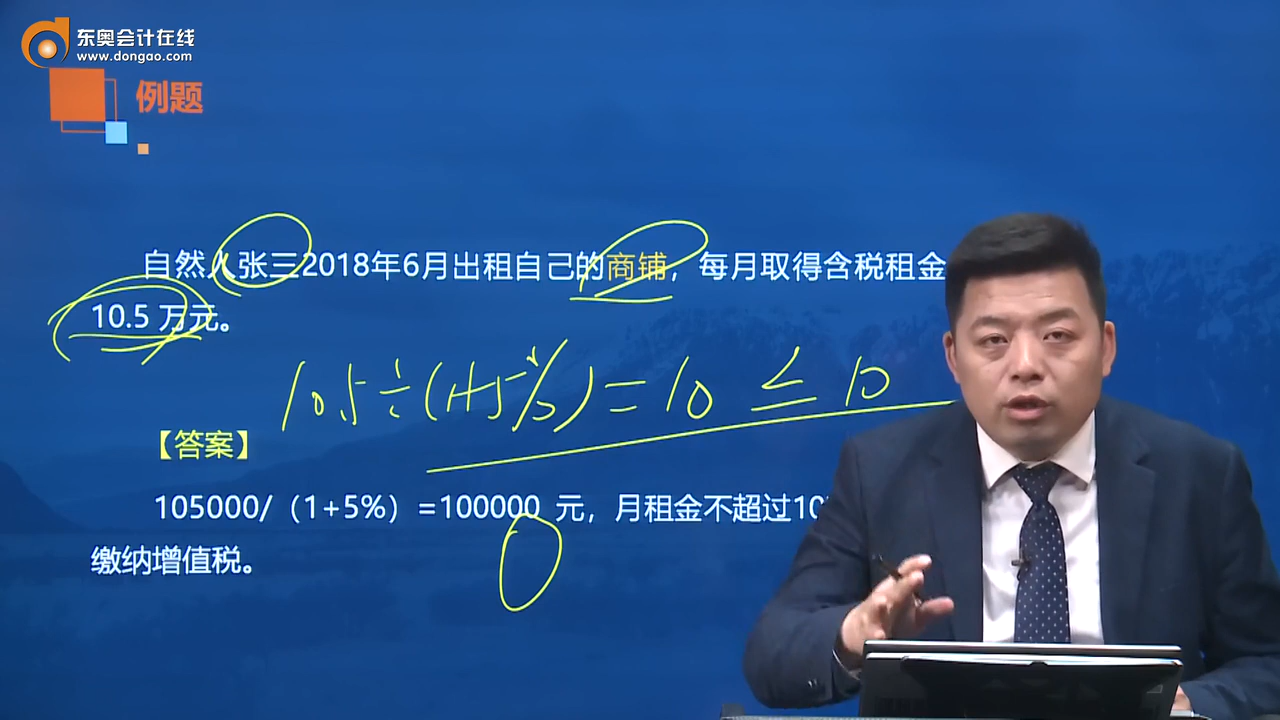 东奥会计在线
www.dongao.com
例题
自然人张三2018年6月出租自己的商铺，每月取得含税租金
10.5 万元。
10.5÷(1+5%)=10 ≤ 10
【答案】
105000/（1+5%）=100000 元，月租金不超过10
缴纳增值税。
0